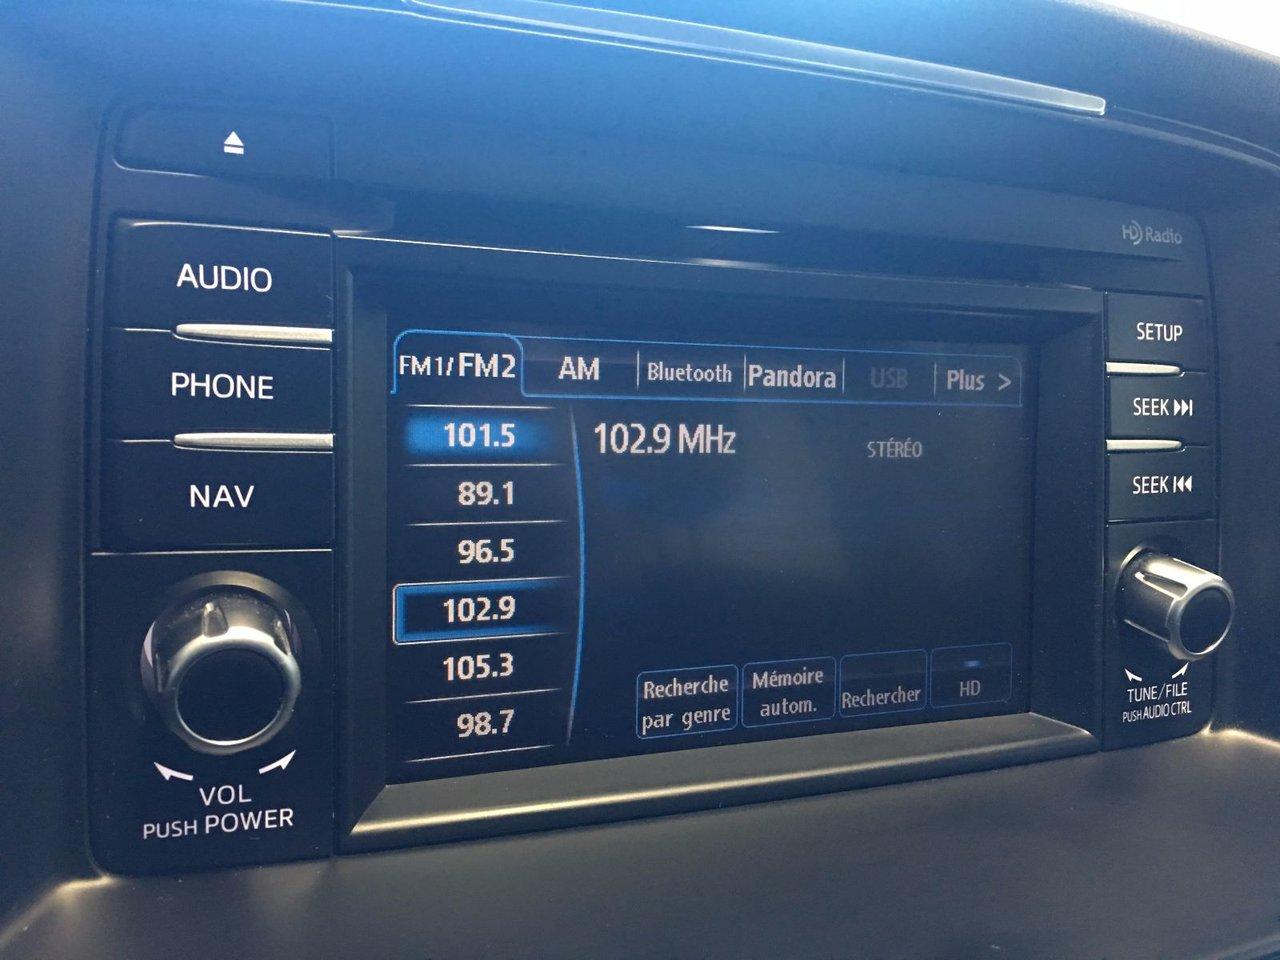 HD Radio
AUDIO
PHONE
NAV
VOL
PUSH POWER
FM1/FM2 AM Bluetooth Pandora USB Plus >
101.5
89.1
96.5
102.9
105.3
98.7
102.9 MHz STÉRÉO
Recherche
par genre
Mémoire
autom.
Rechercher
HD
SETUP
SEEK
SEEK
TUNE/FILE
PUSH AUDIO CTRL